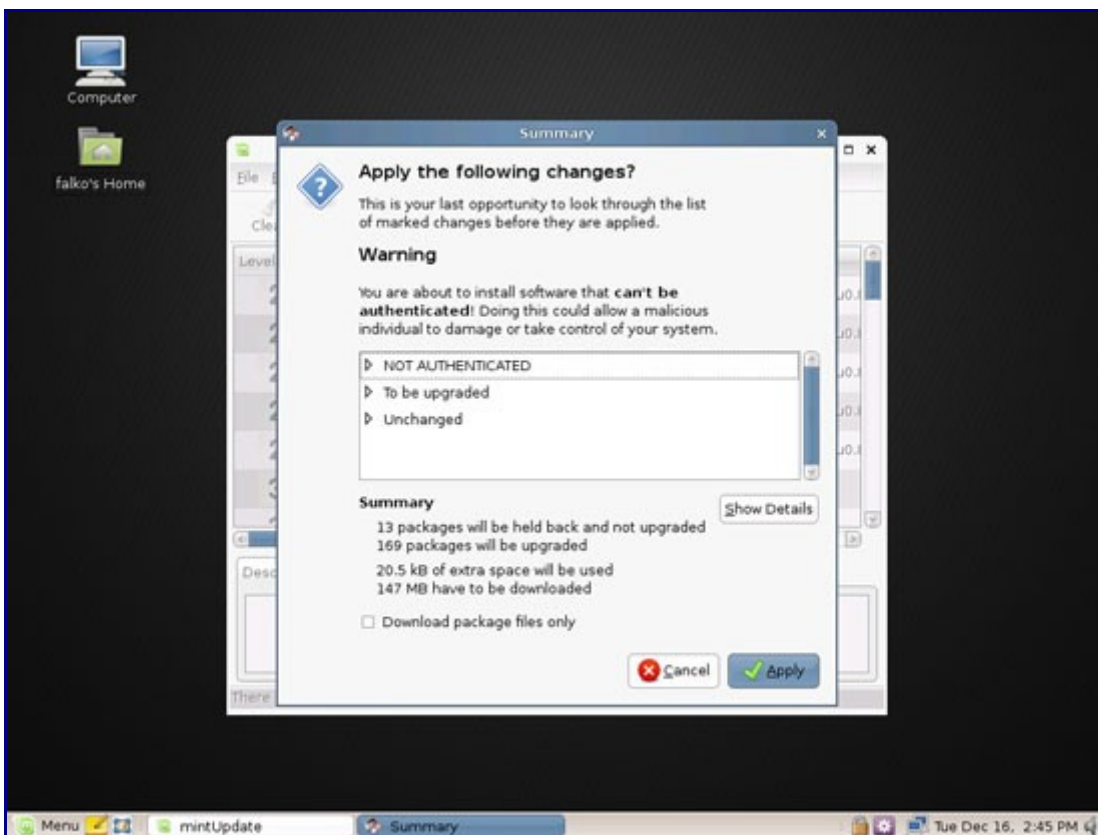 Computer
falko's Home
Summary
File
Level
Apply the following changes?
This is your last opportunity to look through the list
of marked changes before they are applied.
Warning
You are about to install software that can't be
authenticated! Doing this could allow a malicious
individual to damage or take control of your system.
NOT AUTHENTICATED
To be upgraded
Unchanged
Summary
Show Details
13 packages will be held back and not upgraded
169 packages will be upgraded
20.5 kB of extra space will be used
147 MB have to be downloaded
Download package files only
Cancel
Apply
There
Menu
mintUpdate
Summary
Tue Dec 16, 2:45 PM